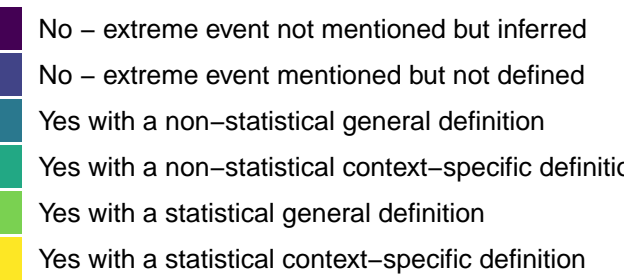 No − extreme event not mentioned but inferred
No − extreme event mentioned but not defined
Yes with a non−statistical general definition
Yes with a non−statistical context−specific definitio
Yes with a statistical general definition
Yes with a statistical context−specific definition